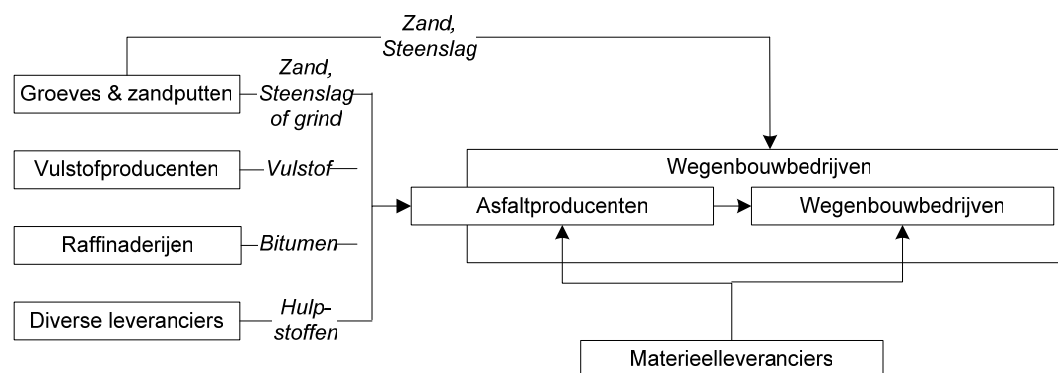 Zand,
Steenslag
Groeves & zandputten
Zand,
Steenslag
of grind
Vulstofproducenten
Vulstof
Wegenbouwbedrijven
Asfaltproducenten
Wegenbouwbedrijven
Raffinaderijen
Bitumen
Diverse leveranciers
Hulp-
stoffen
Materieelleveranciers